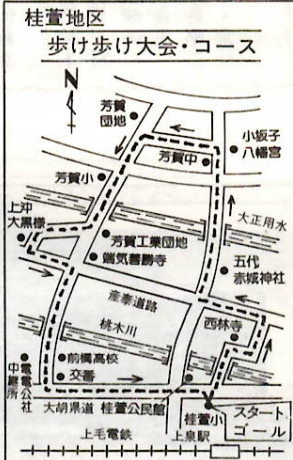 桂萱地区
歩け歩け大会・コース
N
芳賀
団地
小坂子
八幡宮
芳賀中
芳賀小
上沖
大黒様
大正用水
芳賀工業団地
端気善勝寺
五代
赤城神社
産泰道路
桃木川
西林寺
電電公社
中継所
前橋高校
交番
大胡県道
桂萱公民館
桂萱小
スタート
ゴール
上毛電鉄
上泉駅